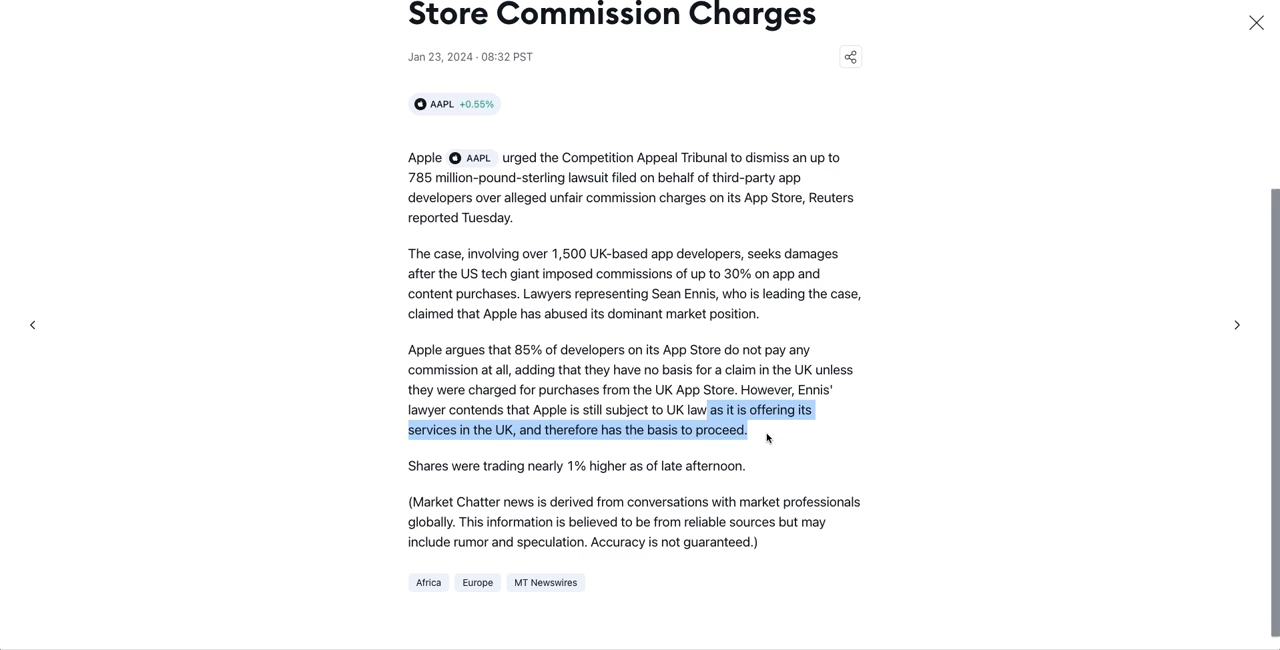 Store Commission Charges
Jan 23, 2024 · 08:32 PST
AAPL +0.55%
Apple AAPL urged the Competition Appeal Tribunal to dismiss an up to
785 million-pound-sterling lawsuit filed on behalf of third-party app
developers over alleged unfair commission charges on its App Store, Reuters
reported Tuesday.
The case, involving over 1,500 UK-based app developers, seeks damages
after the US tech giant imposed commissions of up to 30% on app and
content purchases. Lawyers representing Sean Ennis, who is leading the case,
claimed that Apple has abused its dominant market position.
Apple argues that 85% of developers on its App Store do not pay any
commission at all, adding that they have no basis for a claim in the UK unless
they were charged for purchases from the UK App Store. However, Ennis'
lawyer contends that Apple is still subject to UK law as it is offering its
services in the UK, and therefore has the basis to proceed.
Shares were trading nearly 1% higher as of late afternoon.
(Market Chatter news is derived from conversations with market professionals
globally. This information is believed to be from reliable sources but may
include rumor and speculation. Accuracy is not guaranteed.)
Africa Europe MT Newswires